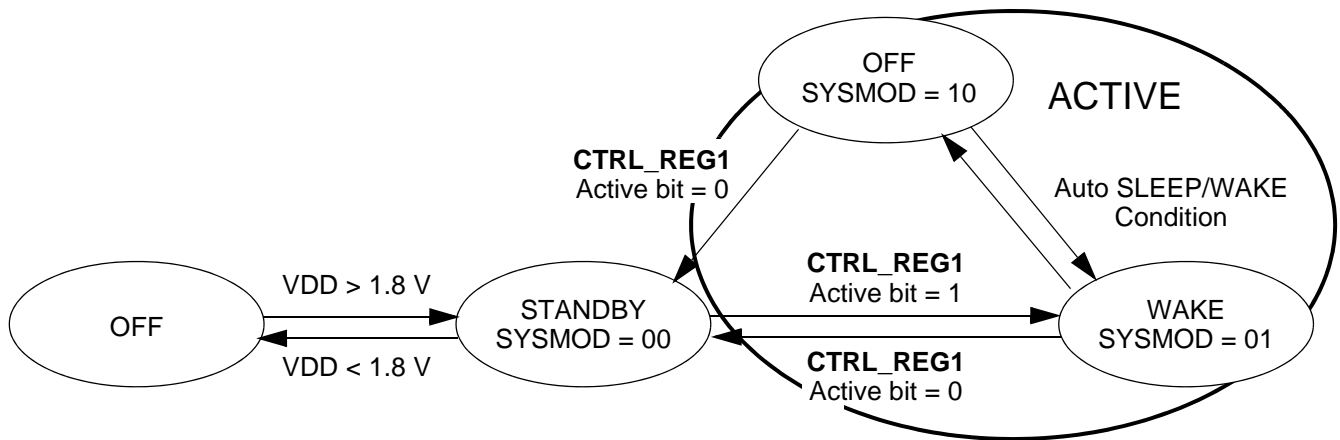 OFF
SYSMOD = 10
ACTIVE
CTRL_REG1
Active bit = 0
Auto SLEEP/WAKE
Condition
VDD > 1.8 V
CTRL_REG1
Active bit = 1
OFF
STANDBY
SYSMOD = 00
WAKE
SYSMOD = 01
VDD < 1.8 V
CTRL_REG1
Active bit = 0